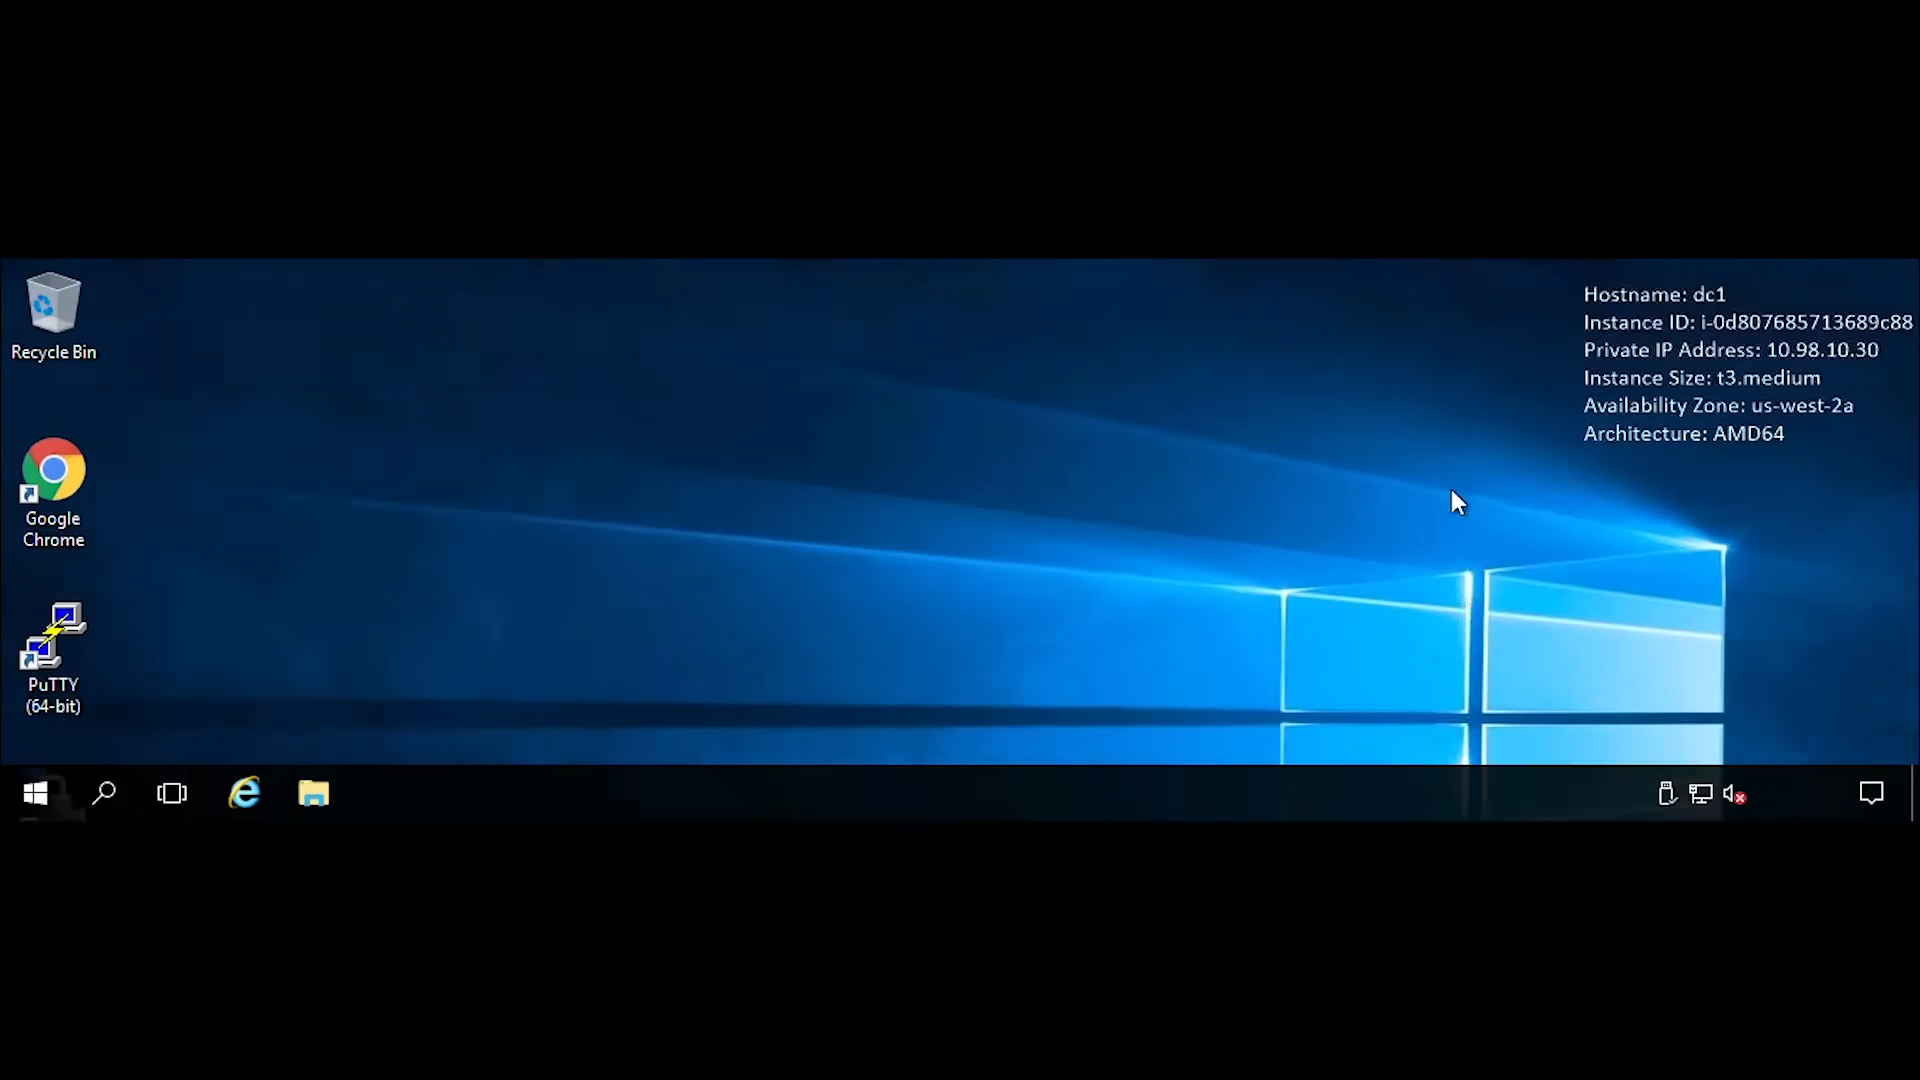 Recycle Bin
Google
Chrome
PuTTY
(64-bit)
Hostname: dc1
Instance ID: i-0d807685713689c88
Private IP Address: 10.98.10.30
Instance Size: t3.medium
Availability Zone: us-west-2a
Architecture: AMD64